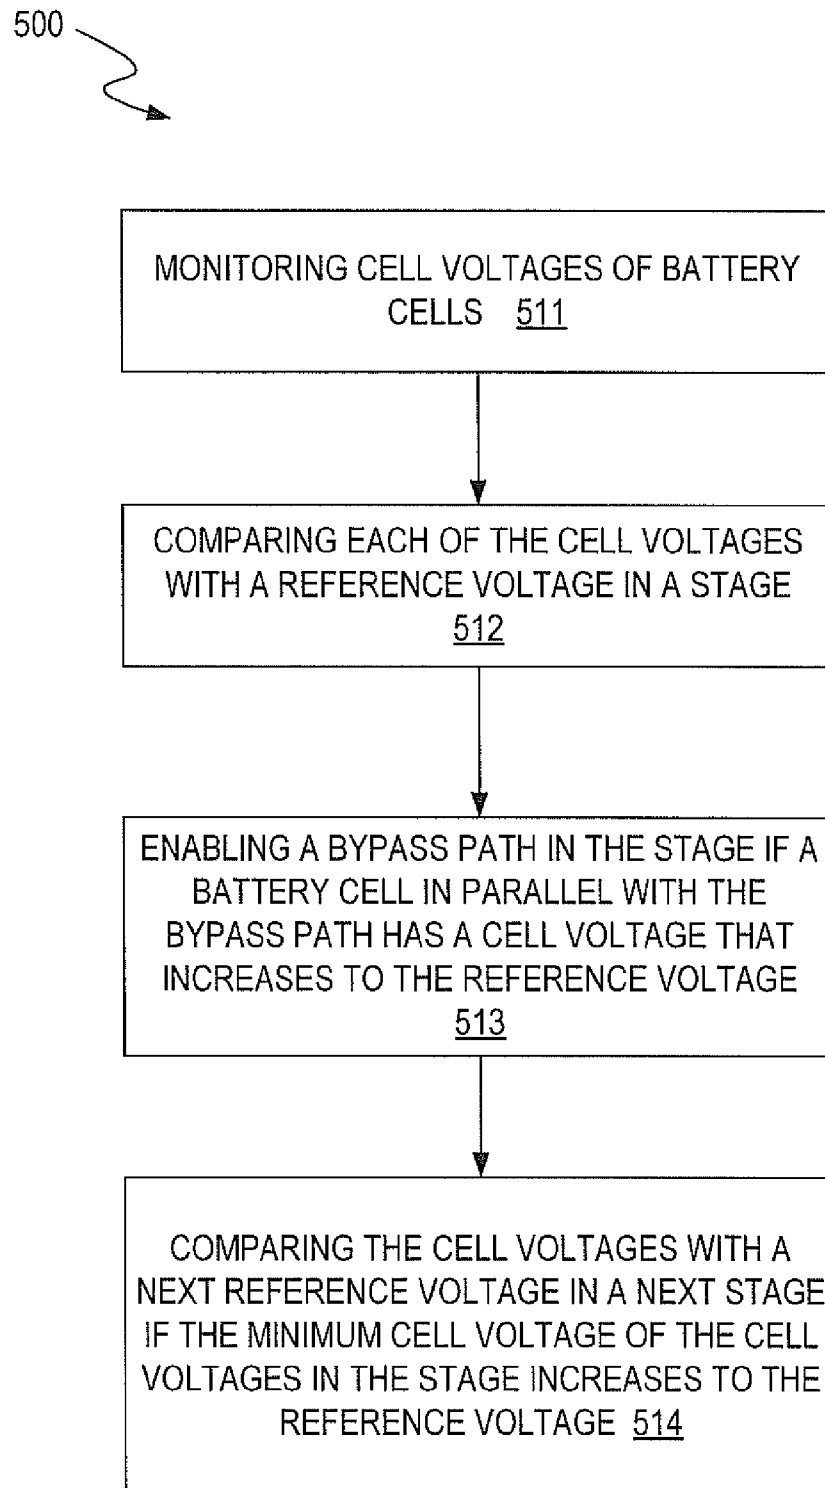 500
MONITORING CELL VOLTAGES OF BATTERY
CELLS 511
COMPARING EACH OF THE CELL VOLTAGES
WITH A REFERENCE VOLTAGE IN A STAGE
512
ENABLING A BYPASS PATH IN THE STAGE IF A
BATTERY CELL IN PARALLEL WITH THE
BYPASS PATH HAS A CELL VOLTAGE THAT
INCREASES TO THE REFERENCE VOLTAGE
513
COMPARING THE CELL VOLTAGES WITH A
NEXT REFERENCE VOLTAGE IN A NEXT STAGE
IF THE MINIMUM CELL VOLTAGE OF THE CELL
VOLTAGES IN THE STAGE INCREASES TO THE
REFERENCE VOLTAGE 514